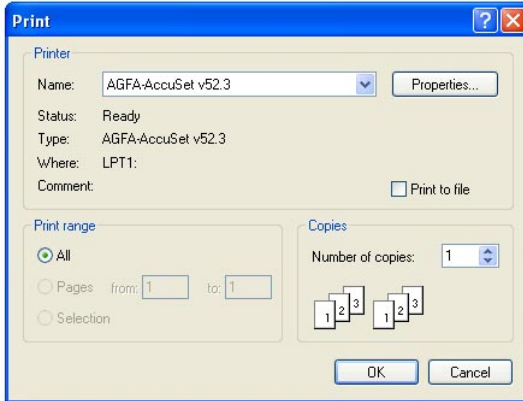 Print
Printer
Name: AGFA-AccuSet v52.3 Properties...
Status: Ready
Type: AGFA-AccuSet v52.3
Where: LPT1:
Comment: Print to file
Print range
All
Pages from: 1 to: 1
Selection
Copies
Number of copies: 1
1 2 3 1 2 3
OK Cancel